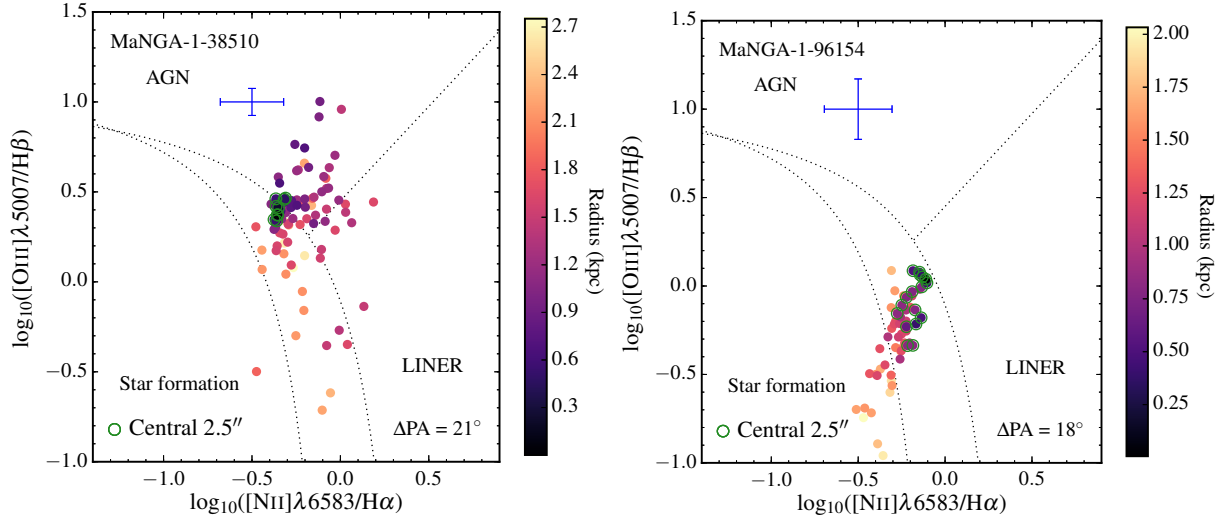 MaNGA-1-38510
AGN
LINER
Star formation
Central 2.5″
ΔPA = 21°
1.5
1.0
0.5
0.0
−0.5
−1.0
−1.0 −0.5 0.0 0.5
log10([NII]λ6583/Hα)
log10([OIII]λ5007/Hβ)
2.7
2.4
2.1
1.8
1.5
1.2
0.9
0.6
0.3
Radius (kpc)
MaNGA-1-96154
AGN
LINER
Star formation
Central 2.5″
ΔPA = 18°
1.5
1.0
0.5
0.0
−0.5
−1.0
−1.0 −0.5 0.0 0.5
log10([NII]λ6583/Hα)
log10([OIII]λ5007/Hβ)
2.00
1.75
1.50
1.25
1.00
0.75
0.50
0.25
Radius (kpc)